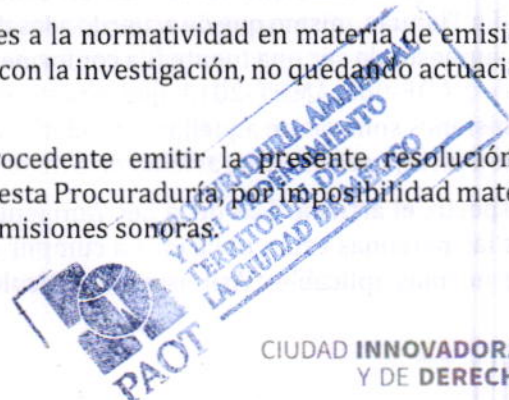 es a la normatividad en materia de emisi
con la investigación, no quedando actuaci
rocedente emitir la presente resolución
esta Procuraduría, por imposibilidad mate
misiones sonoras.
PROCURADURÍA AMBIENTAL
Y DEL ORDENAMIENTO
TERRITORIAL DE
LA CIUDAD DE MÉXICO
PAOT
CIUDAD INNOVADORA
Y DE DERECH